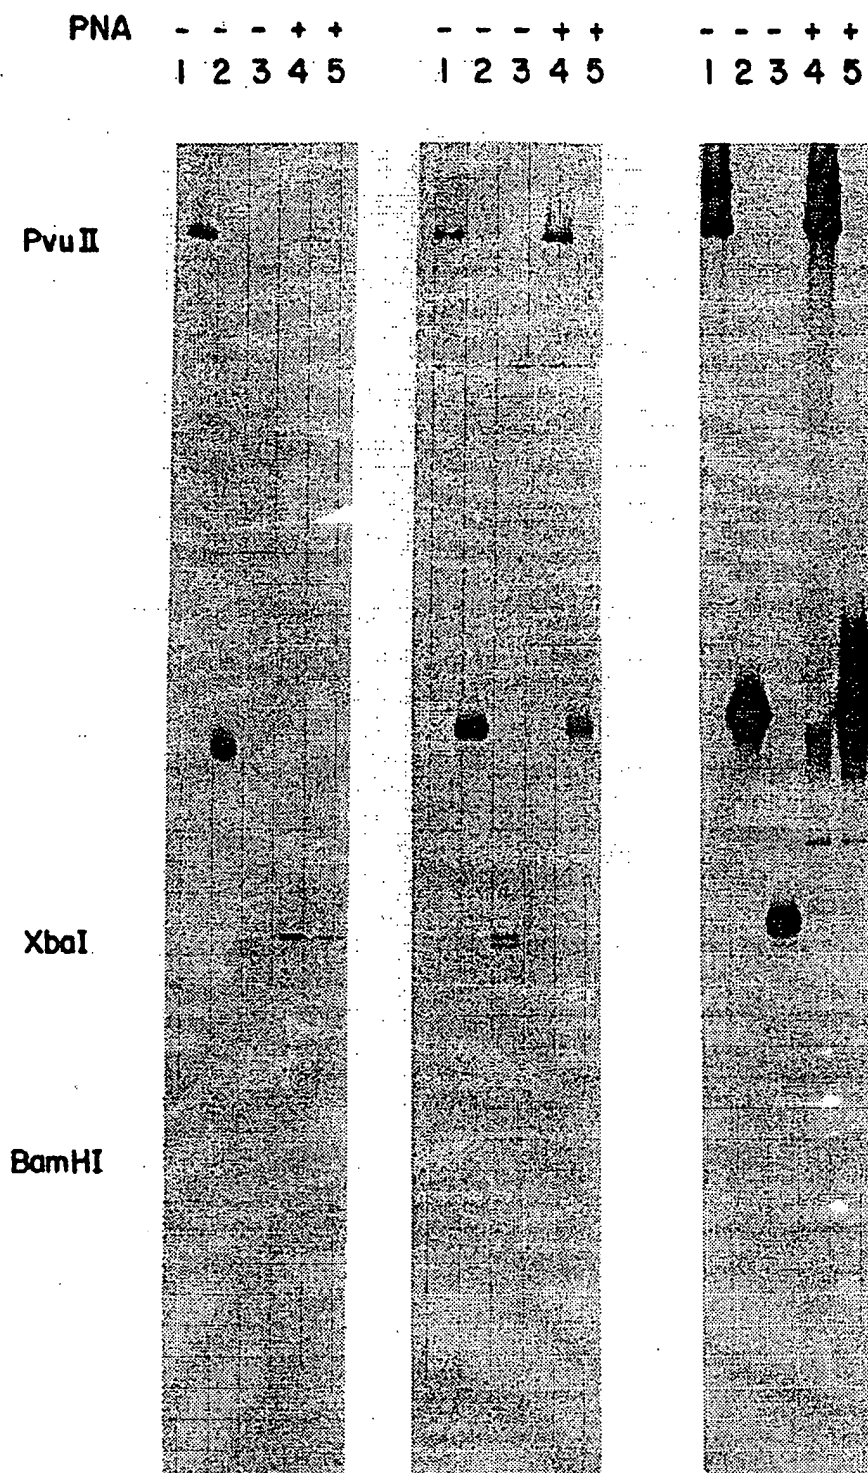 PNA - - - + + - - - + + - - - + +
1 2 3 4 5 1 2 3 4 5 1 2 3 4 5
PvuII
XbaI
BamHI